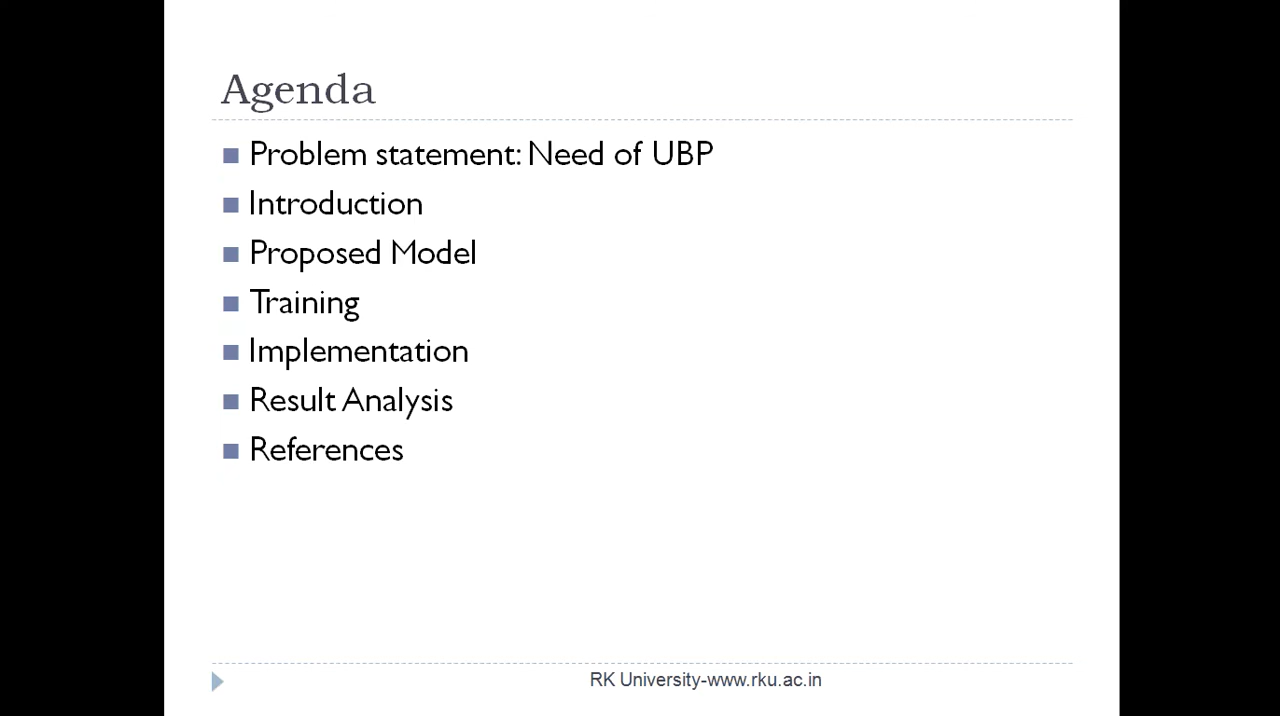 Agenda
Problem statement: Need of UBP
Introduction
Proposed Model
Training
Implementation
Result Analysis
References
RK University-www.rku.ac.in